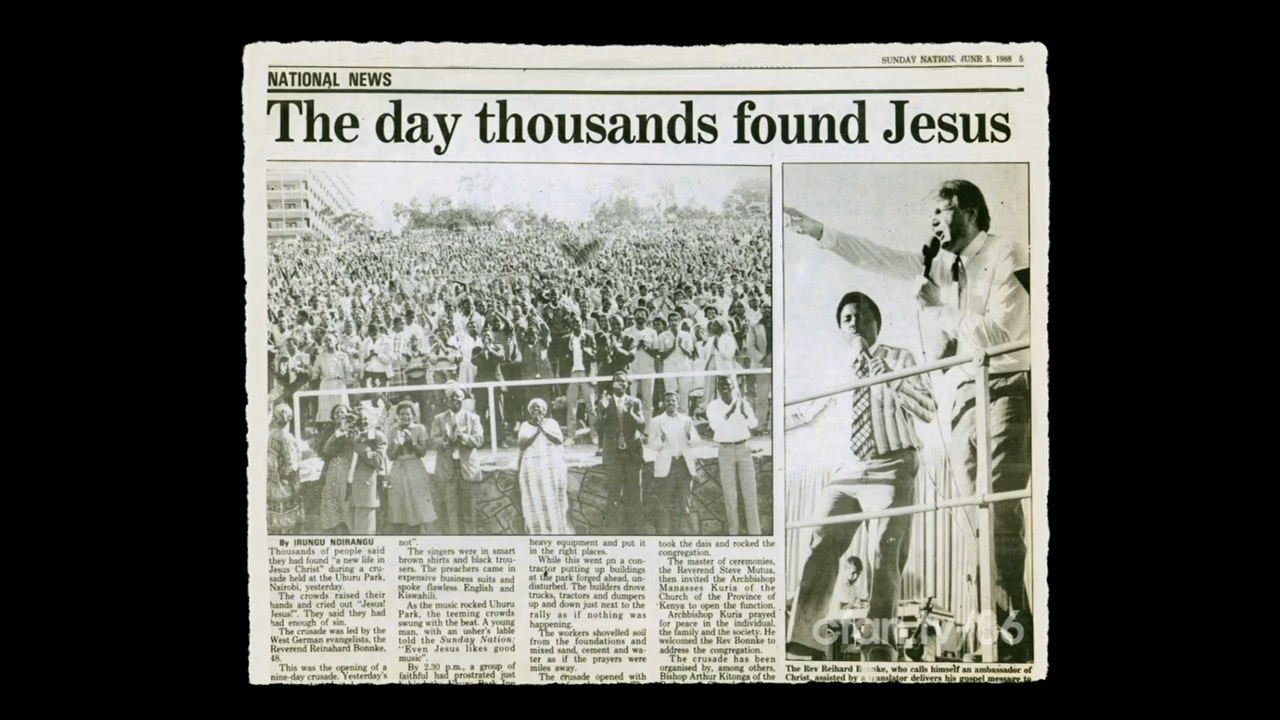 SUNDAY NATION, JUNE 5, 1988 5
NATIONAL NEWS
The day thousands found Jesus
By IRUNGU NDIRANGU
Thousands of people said
they had found "a new life in
Jesus Christ" during a cru-
sade held at the Uhuru Park,
Nairobi, yesterday.
The crowds raised their
hands and cried out "Jesus!
Jesus!". They said they had
had enough of sin.
The crusade was led by the
West German evangelists, the
Reverend Reinahard Bonnke,
48.
This was the opening of a
nine-day crusade. Yesterday's
not".
The singers were in smart
brown shirts and black trou-
sers. The preachers came in
expensive business suits and
spoke flawless English and
Kiswahili.
As the music rocked Uhuru
Park, the teeming crowds
swung with the beat. A young
man, with an usher's lable
told the Sunday Nation:
"Even Jesus likes good
music".
By 2.30 p.m., a group of
faithful had prostrated just
heavy equipment and put it
in the right places.
While this went pn a con-
tractor putting up buildings
at the park forged ahead, un-
disturbed. The builders drove
trucks, tractors and dumpers
up and down just next to the
rally as if nothing was
happening.
The workers shovelled soil
from the foundations and
mixed sand, cement and wa-
ter as if the prayers were
miles away.
The crusade opened with
took the dais and rocked the
congregation.
The master of ceremonies,
the Reverend Steve Mutua,
then invited the Archbishop
Manasses Kuria of the
Church of the Province of
Kenya to open the function.
Archbishop Kuria prayed
for peace in the individual,
the family and the society. He
welcomed the Rev Bonnke to
address the congregation.
The crusade has been
organised by, among others,
Bishop Arthur Kitonga of the
The Rev Reihard Bonnke, who calls himself an ambassador of
Christ, assisted by a translator delivers his gospel message to